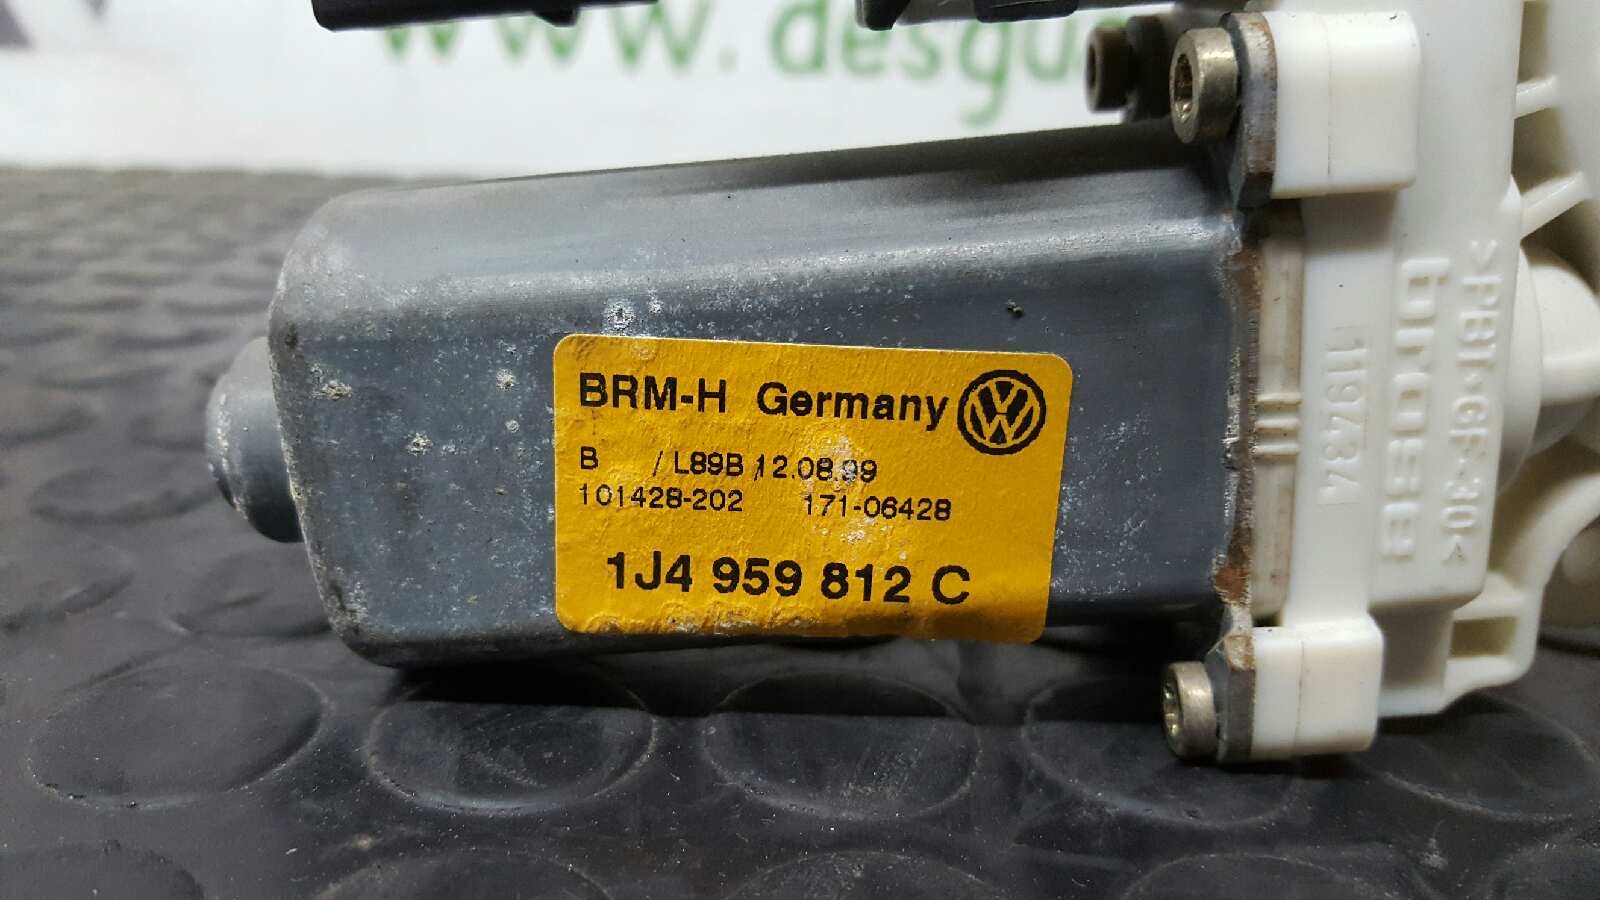 www.desgu
BRM-H Germany
B / L89B /12.08.99
101428-202 171-06428
1J4 959 812 C
119434
brose
>PBT-GF-30<